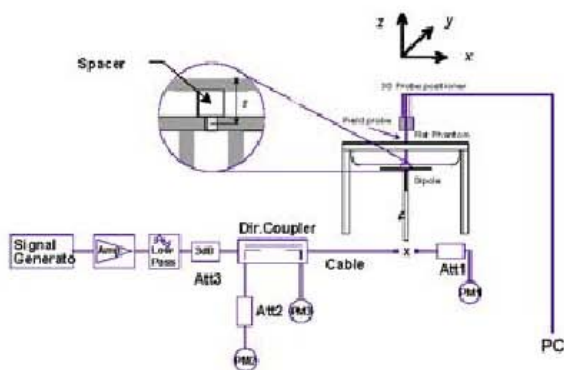 z
y
x
Spacer
s
3D Probe positioner
Field probe
Flat Phantom
Dipole
Dir.Coupler
Signal
Generato
Amp
Low
Pass
3dB
Att3
Cable
x
Att1
PM1
Att2
PM3
PM2
PC